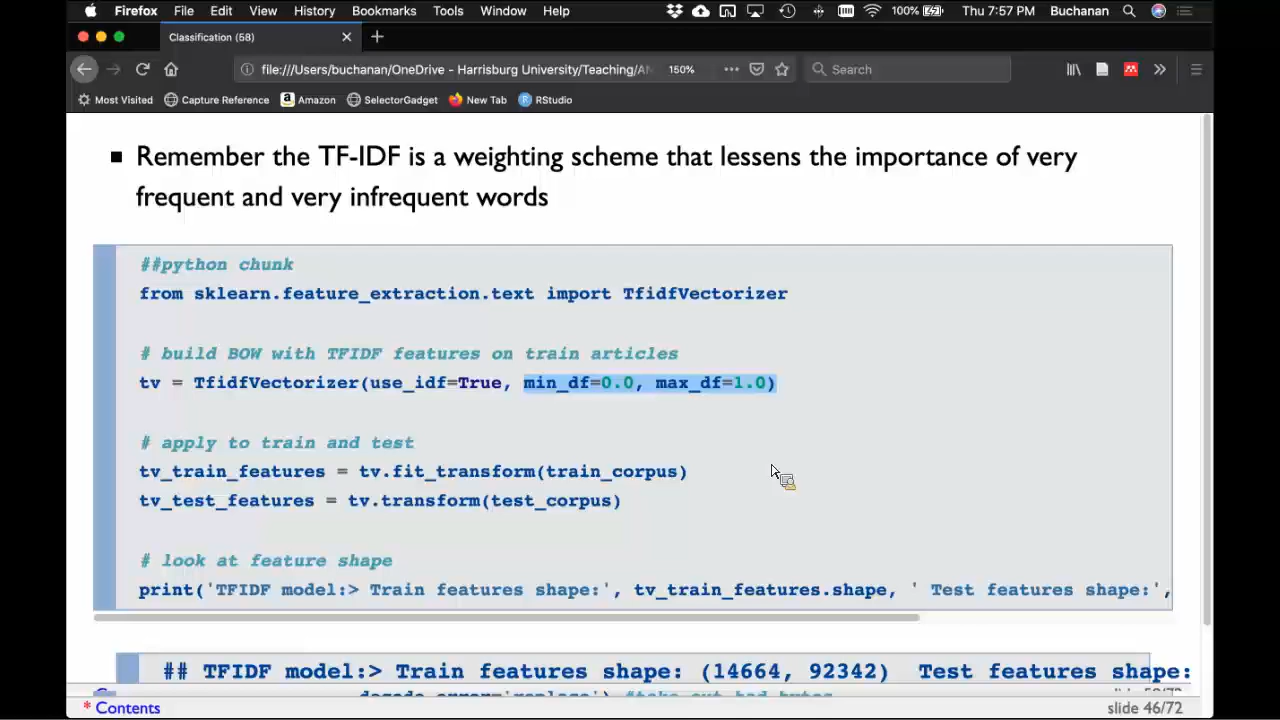 Firefox File Edit View History Bookmarks Tools Window Help 100% Thu 7:57 PM Buchanan
Classification (58)
file:///Users/buchanan/OneDrive - Harrisburg University/Teaching/AN 150% Search
Most Visited Capture Reference Amazon SelectorGadget New Tab RStudio
Remember the TF-IDF is a weighting scheme that lessens the importance of very
frequent and very infrequent words
##python chunk
from sklearn.feature_extraction.text import TfidfVectorizer
# build BOW with TFIDF features on train articles
tv = TfidfVectorizer(use_idf=True, min_df=0.0, max_df=1.0)
# apply to train and test
tv_train_features = tv.fit_transform(train_corpus)
tv_test_features = tv.transform(test_corpus)
# look at feature shape
print('TFIDF model:> Train features shape:', tv_train_features.shape, ' Test features shape:',
## TFIDF model:> Train features shape: (14664, 92342)  Test features shape:
* Contents slide 46/72